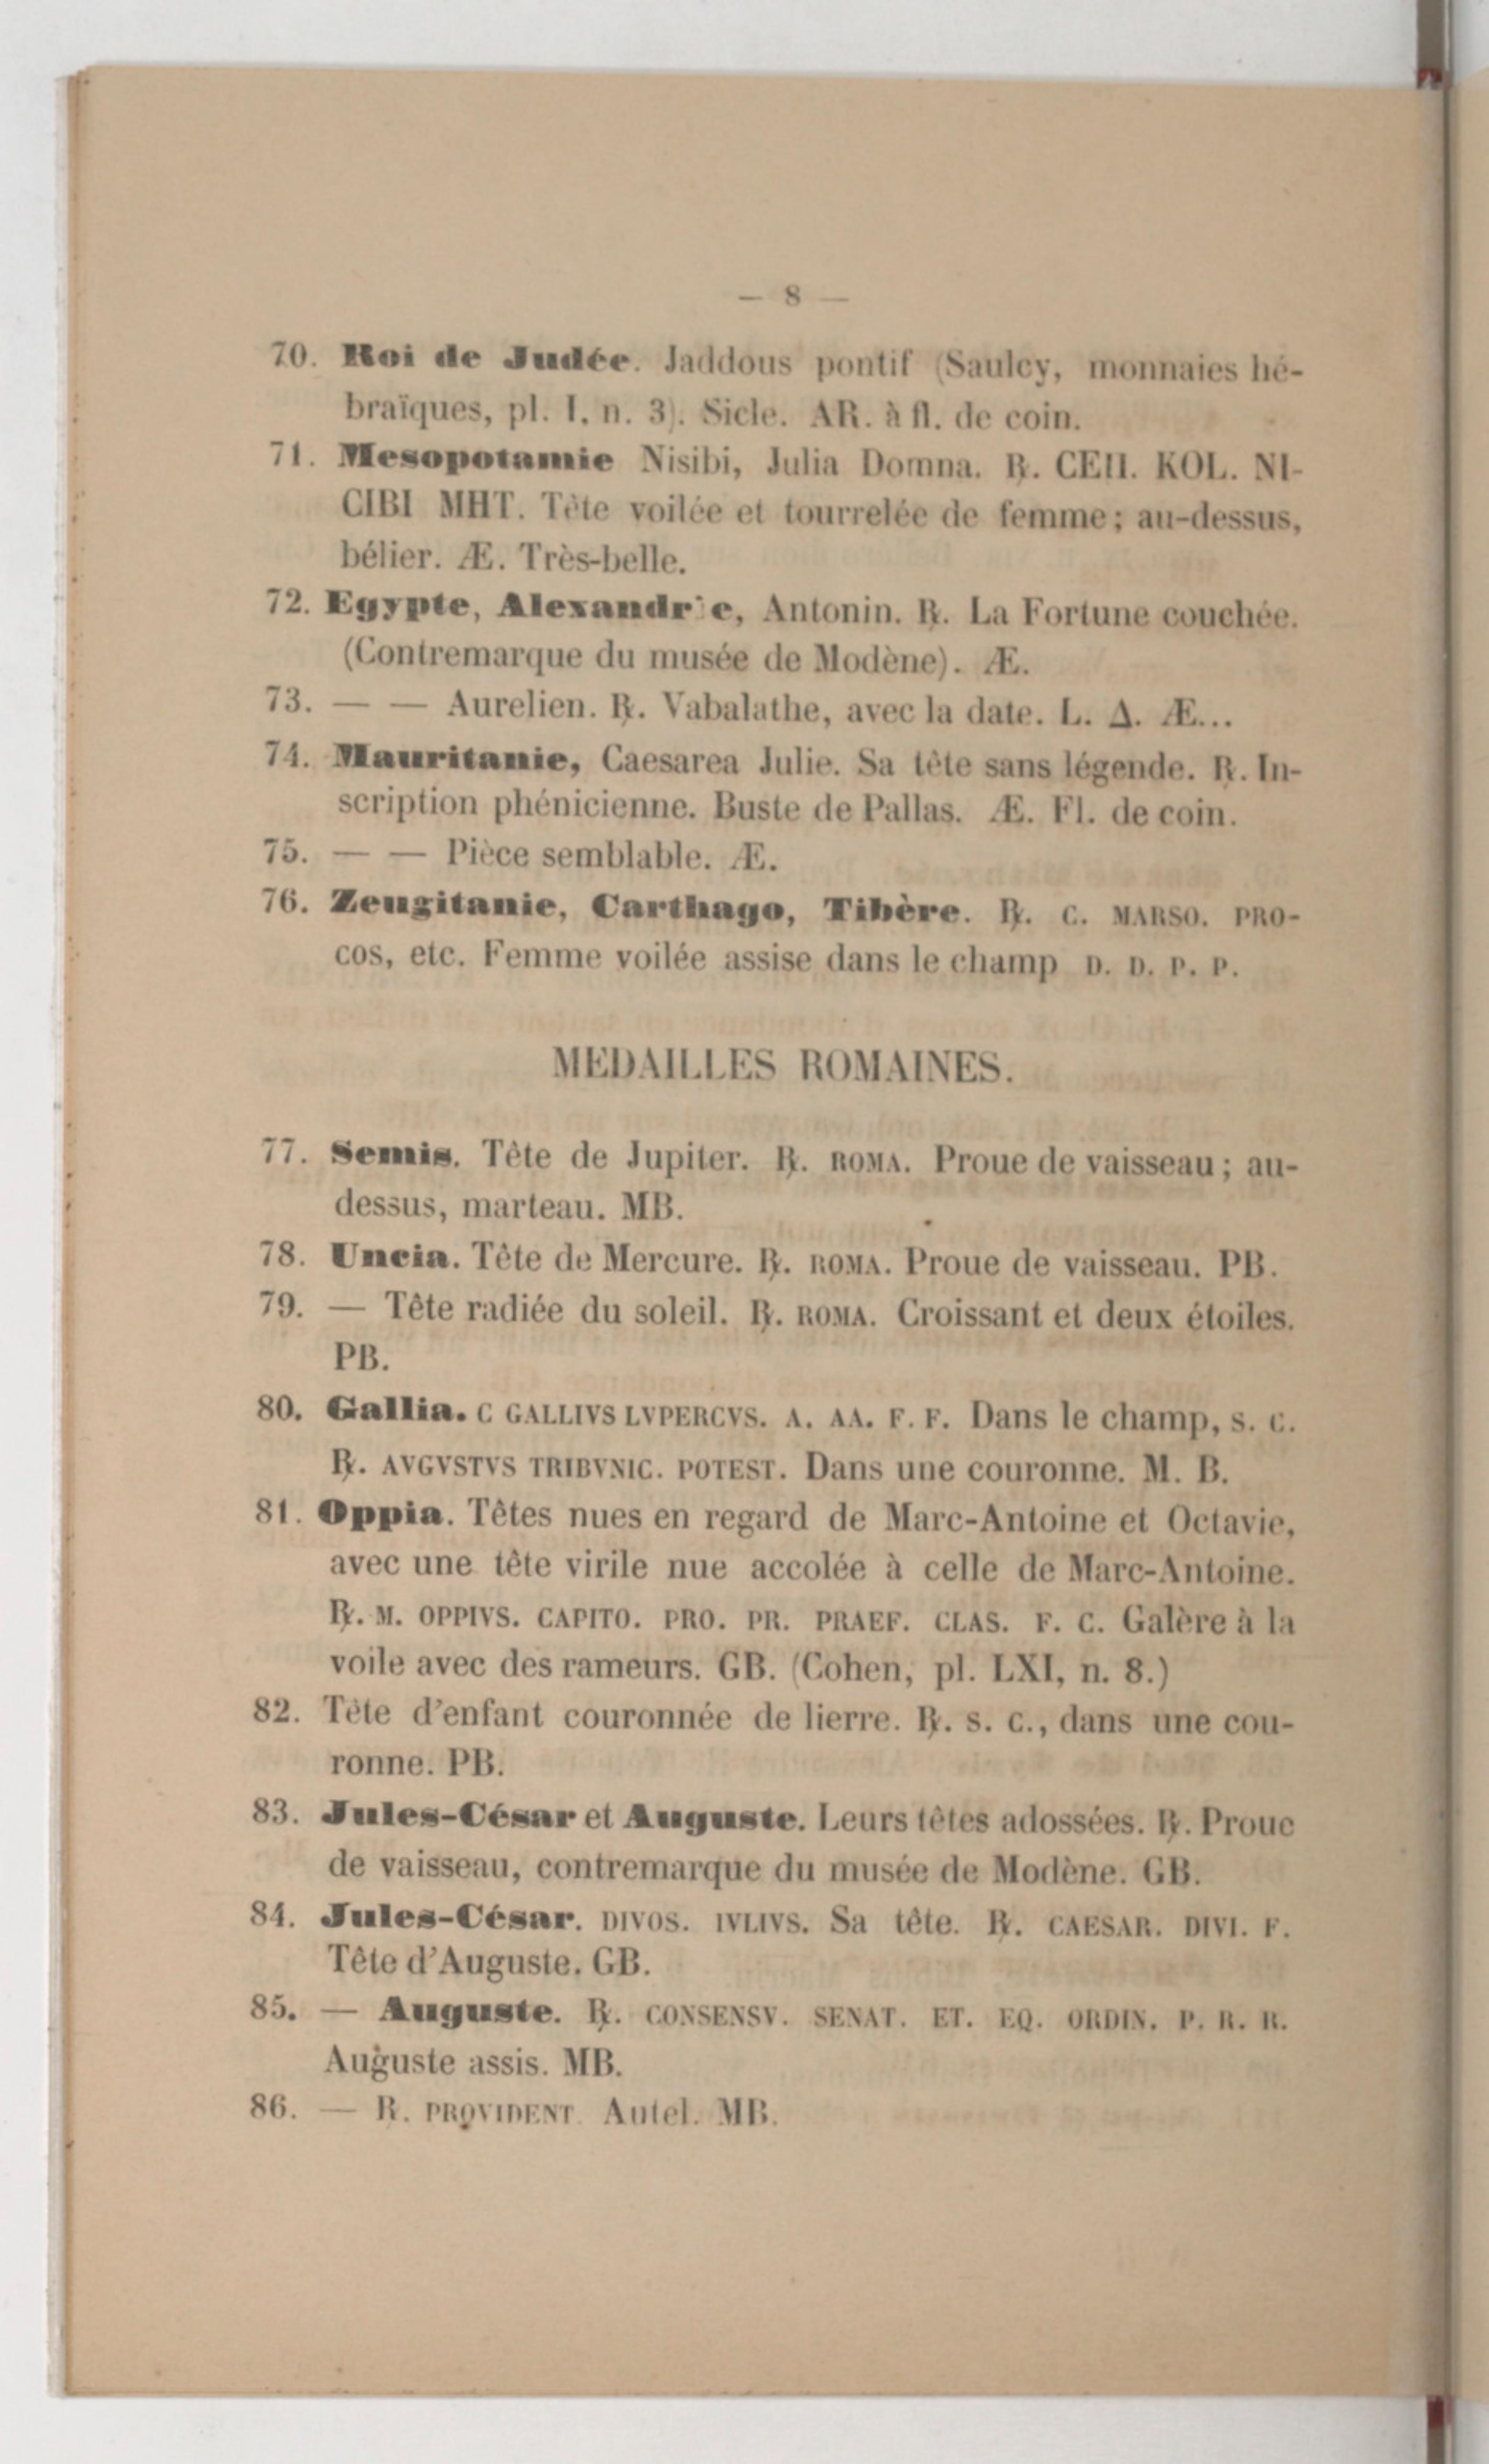 — 8 —
70. Roi de Judée. Jaddous pontif (Saulcy, monnaies hé-
braïques, pl. I, n. 3). Sicle. AR. à fl. de coin.
71. Mesopotamie Nisibi, Julia Domna. ℞. CEII. KOL. NI-
CIBI MHT. Tête voilée et tourrelée de femme; au-dessus,
bélier. Æ. Très-belle.
72. Egypte, Alexandrie, Antonin. ℞. La Fortune couchée.
(Contremarque du musée de Modène). Æ.
73. — — Aurelien. ℞. Vabalathe, avec la date. L. Δ. Æ...
74. Mauritanie, Caesarea Julie. Sa tête sans légende. ℞. In-
scription phénicienne. Buste de Pallas. Æ. Fl. de coin.
75. — — Pièce semblable. Æ.
76. Zeugitanie, Carthago, Tibère. ℞. C. MARSO. PRO-
COS, etc. Femme voilée assise dans le champ D. D. P. P.
MEDAILLES ROMAINES.
77. Semis. Tête de Jupiter. ℞. ROMA. Proue de vaisseau; au-
dessus, marteau. MB.
78. Uncia. Tête de Mercure. ℞. ROMA. Proue de vaisseau. PB.
79. — Tête radiée du soleil. ℞. ROMA. Croissant et deux étoiles.
PB.
80. Gallia. C GALLIVS LVPERCVS. A. AA. F. F. Dans le champ, S. C.
℞. AVGVSTVS TRIBVNIC. POTEST. Dans une couronne. M. B.
81. Oppia. Têtes nues en regard de Marc-Antoine et Octavie,
avec une tête virile nue accolée à celle de Marc-Antoine.
℞. M. OPPIVS. CAPITO. PRO. PR. PRAEF. CLAS. F. C. Galère à la
voile avec des rameurs. GB. (Cohen, pl. LXI, n. 8.)
82. Tête d'enfant couronnée de lierre. ℞. S. C., dans une cou-
ronne. PB.
83. Jules-César et Auguste. Leurs têtes adossées. ℞. Proue
de vaisseau, contremarque du musée de Modène. GB.
84. Jules-César. DIVOS. IVLIVS. Sa tête. ℞. CAESAR. DIVI. F.
Tête d'Auguste. GB.
85. — Auguste. ℞. CONSENSV. SENAT. ET. EQ. ORDIN. P. R. R.
Auguste assis. MB.
86. — ℞. PROVIDENT. Autel. MB.